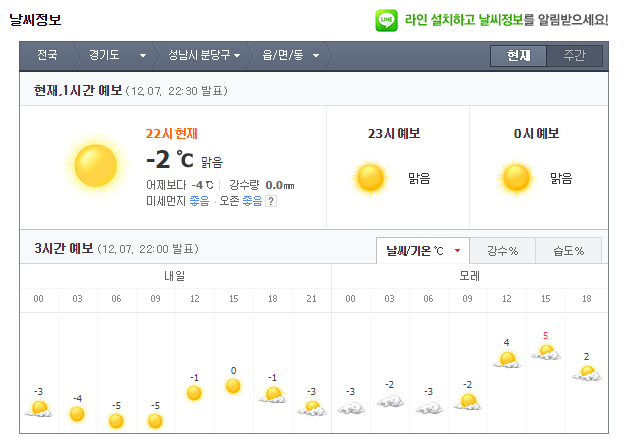 날씨정보
LINE 라인 설치하고 날씨정보를 알림받으세요!
전국 경기도 성남시 분당구 읍/면/동 현재 주간
현재,1시간 예보 (12,07, 22:30 발표)
22시 현재
-2 ℃ 맑음
어제보다 -4℃ 강수량 0.0mm
미세먼지 좋음 · 오존 좋음 ?
23시 예보
맑음
0시 예보
맑음
3시간 예보 (12,07, 22:00 발표)
날씨/기온℃ 강수% 습도%
내일 모레
00 03 06 09 12 15 18 21 00 03 06 09 12 15 18
-3 -4 -5 -5 -1 0 -1 -3 -3 -2 -3 -2 4 5 2